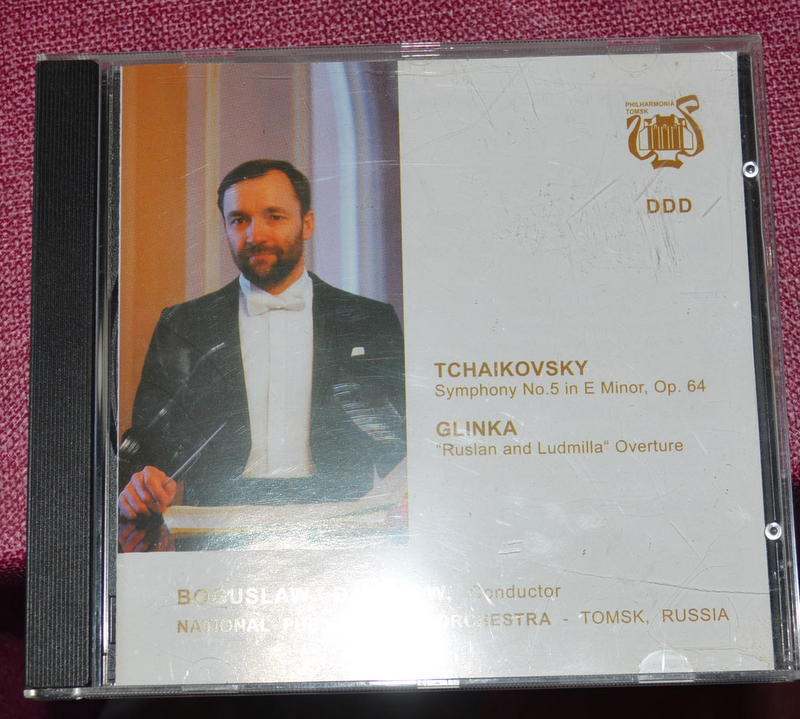 PHILHARMONIA
TOMSK
DDD
TCHAIKOVSKY
Symphony No.5 in E Minor, Op. 64
GLINKA
"Ruslan and Ludmilla" Overture
BOGUSLAW Conductor
NATIONAL ORCHESTRA - TOMSK, RUSSIA